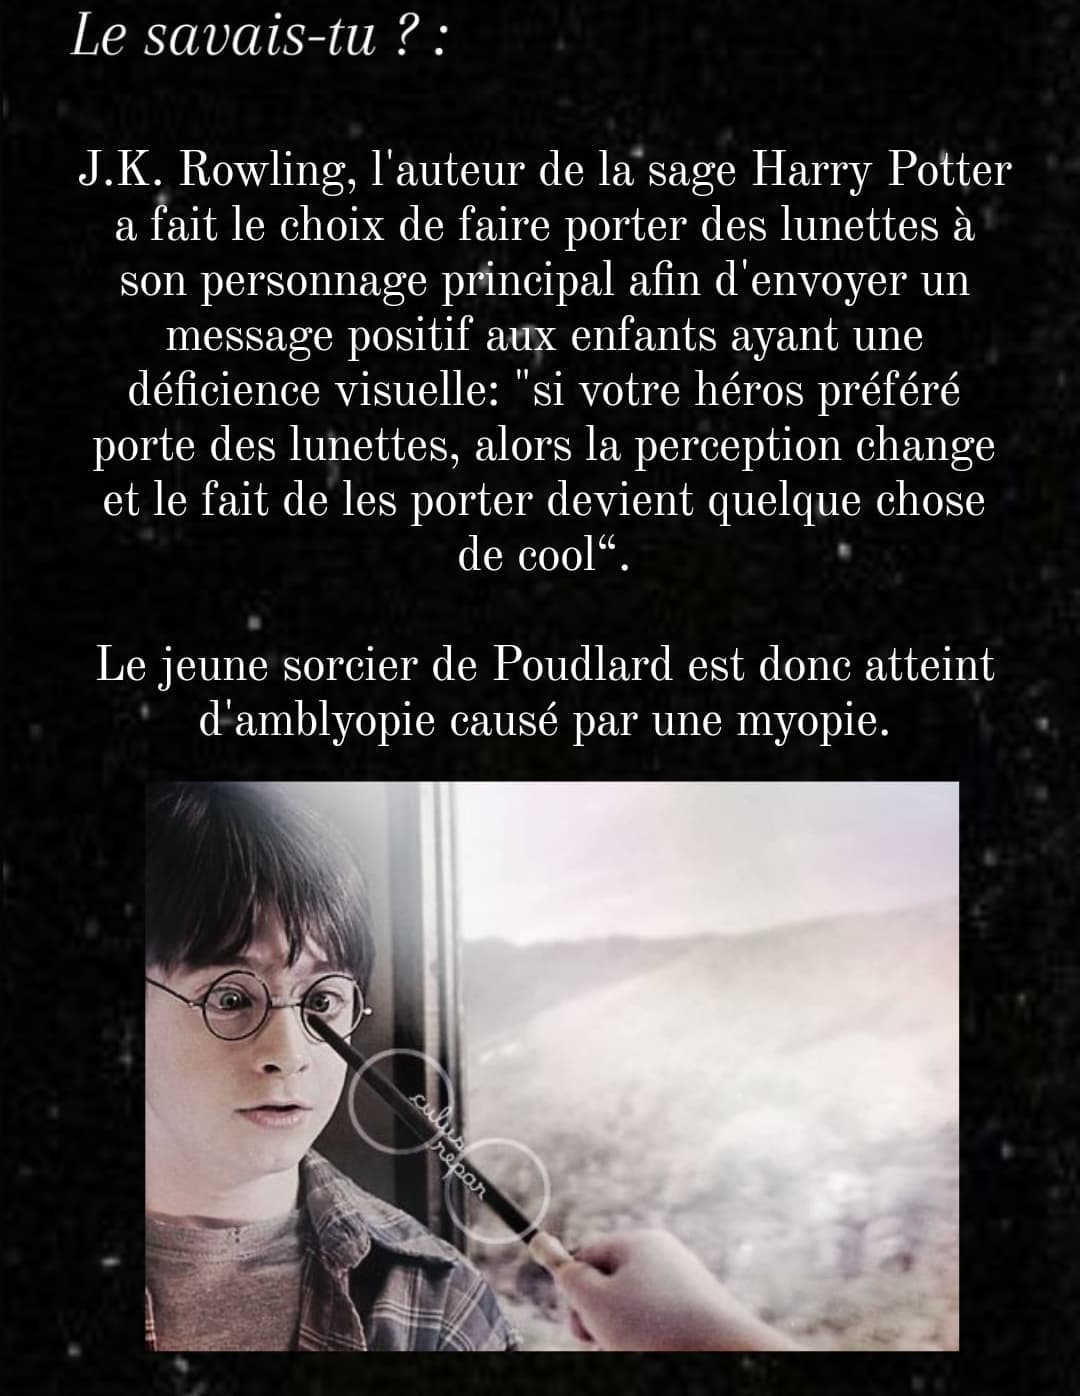 Le savais-tu ? :
J.K. Rowling, l'auteur de la sage Harry Potter
a fait le choix de faire porter des lunettes à
son personnage principal afin d'envoyer un
message positif aux enfants ayant une
déficience visuelle: "si votre héros préféré
porte des lunettes, alors la perception change
et le fait de les porter devient quelque chose
de cool“.
Le jeune sorcier de Poudlard est donc atteint
d'amblyopie causé par une myopie.
culus
repar